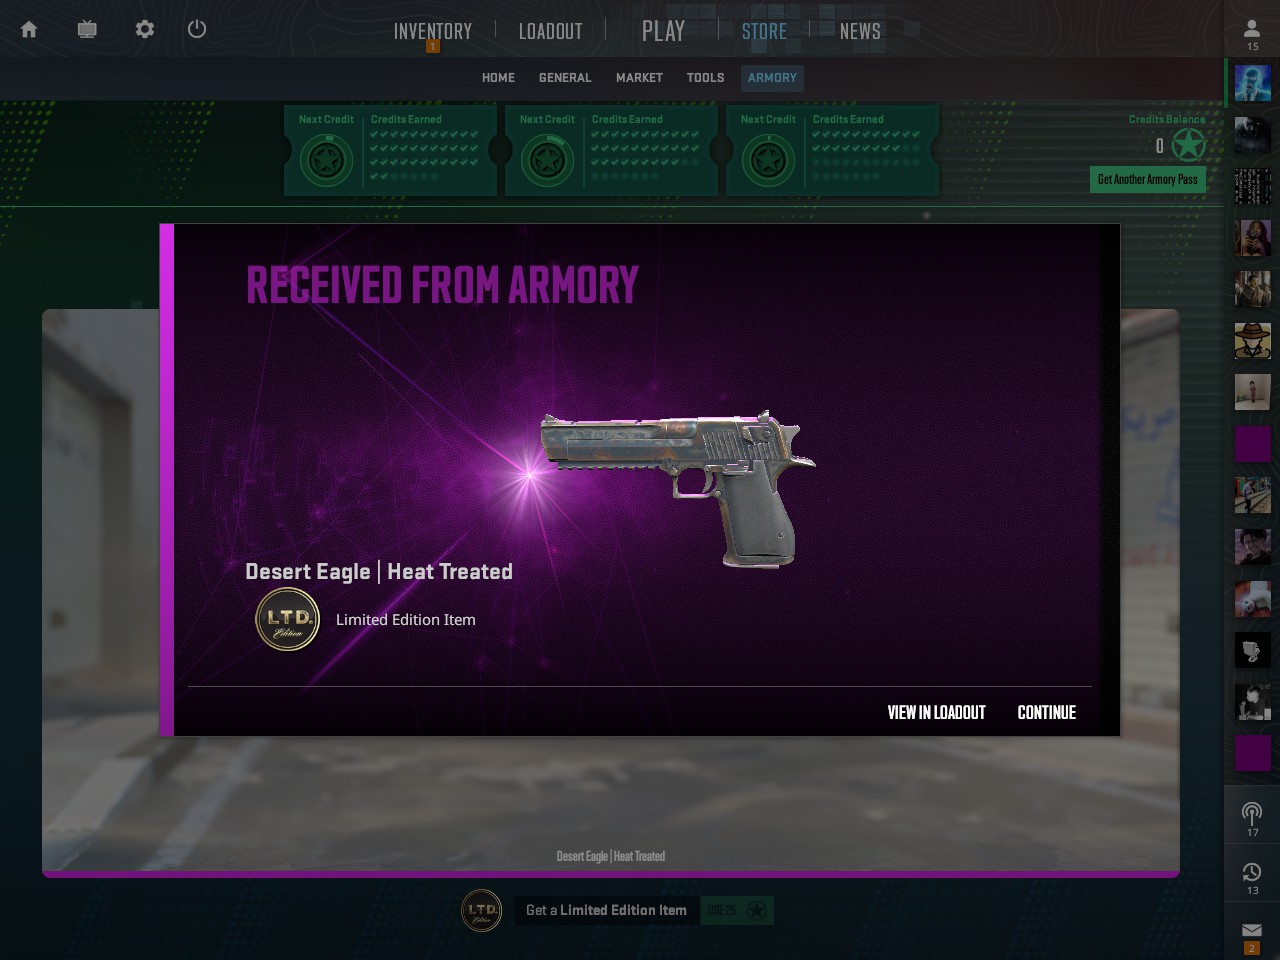 INVENTORY
1
LOADOUT
PLAY
STORE
NEWS
15
HOME
GENERAL
MARKET
TOOLS
ARMORY
Next Credit
Credits Earned
Next Credit
Credits Earned
Next Credit
Credits Earned
Credits Balance
0
Get Another Armory Pass
RECEIVED FROM ARMORY
Desert Eagle | Heat Treated
LTD.
Edition
Limited Edition Item
VIEW IN LOADOUT
CONTINUE
Desert Eagle | Heat Treated
LTD.
Edition
Get a Limited Edition Item
USE 25
17
13
2